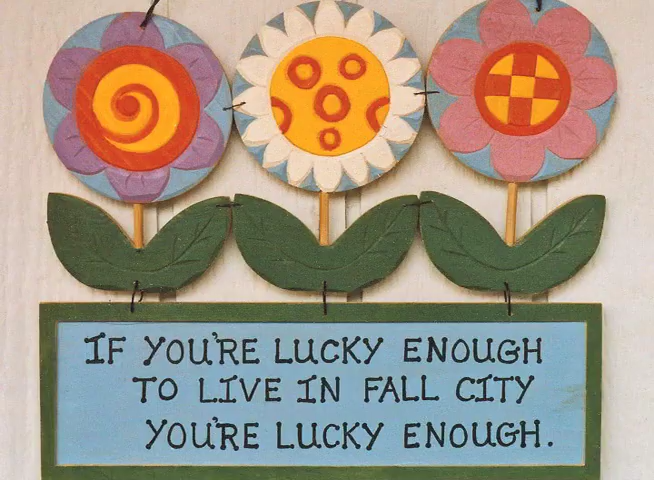 IF YOU'RE LUCKY ENOUGH
TO LIVE IN FALL CITY
YOU'RE LUCKY ENOUGH.